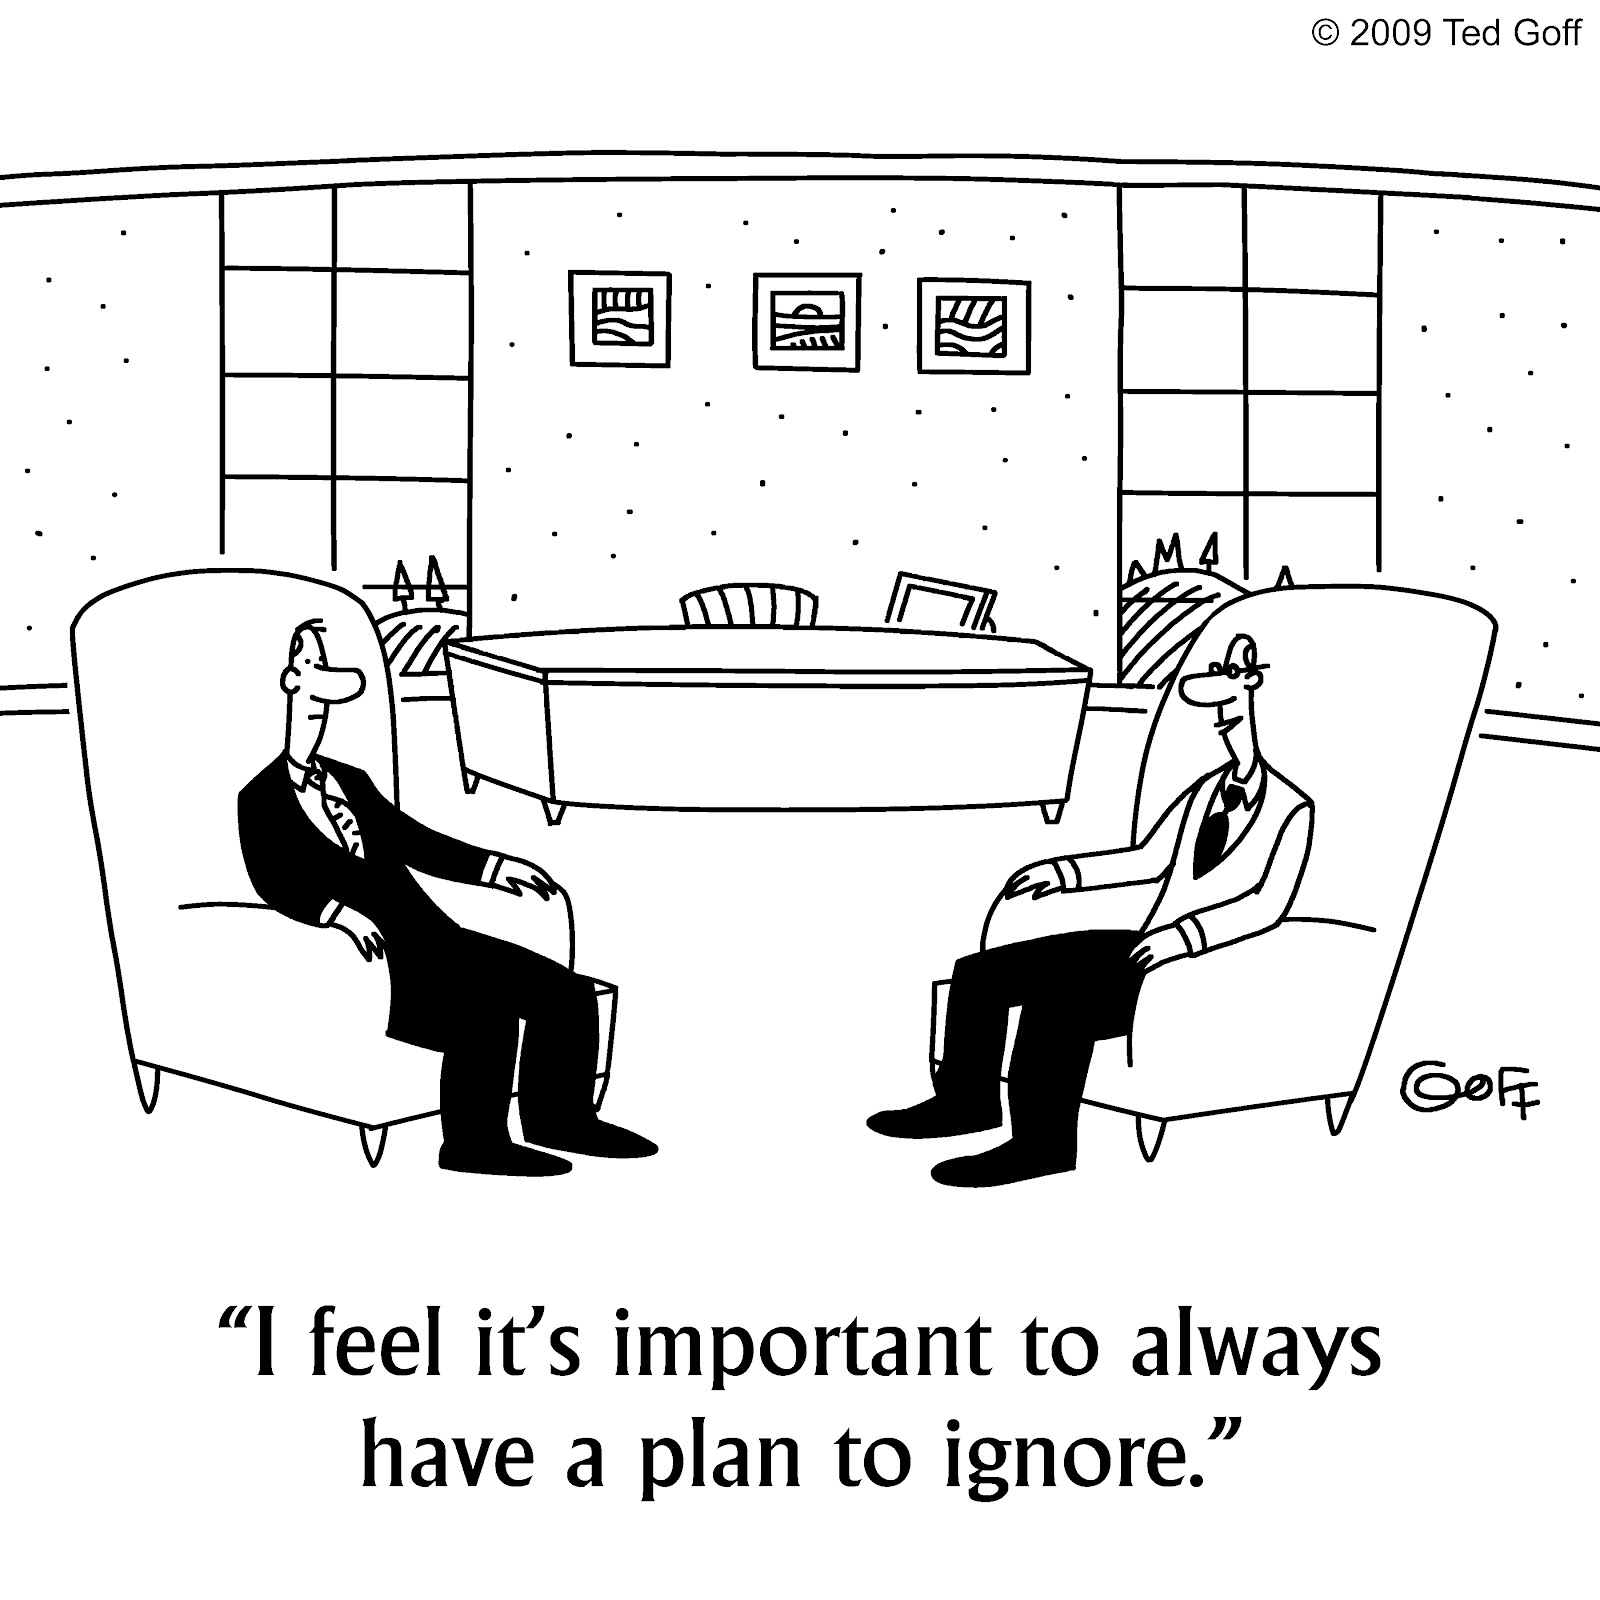 © 2009 Ted Goff
GOFF
“I feel it’s important to always
have a plan to ignore.”